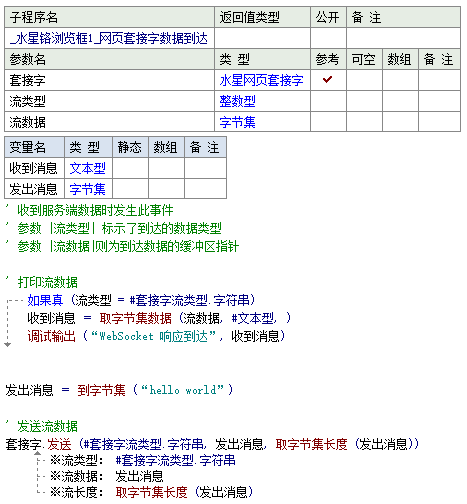 子程序名 返回值类型 公开 备 注
_水星铬浏览框1_网页套接字数据到达
参数名 类 型 参考 可空 数组 备 注
套接字 水星网页套接字 ✓
流类型 整数型
流数据 字节集
变量名 类 型 静态 数组 备 注
收到消息 文本型
发出消息 字节集
' 收到服务端数据时发生此事件
' 参数 |流类型| 标示了到达的数据类型
' 参数 |流数据|则为到达数据的缓冲区指针
' 打印流数据
如果真 (流类型 = #套接字流类型.字符串)
收到消息 = 取字节集数据 (流数据, #文本型, )
调试输出 (“WebSocket 响应到达”, 收到消息)
发出消息 = 到字节集 (“hello world”)
' 发送流数据
套接字.发送 (#套接字流类型.字符串, 发出消息, 取字节集长度 (发出消息))
※流类型: #套接字流类型.字符串
※流数据: 发出消息
※流长度: 取字节集长度 (发出消息)